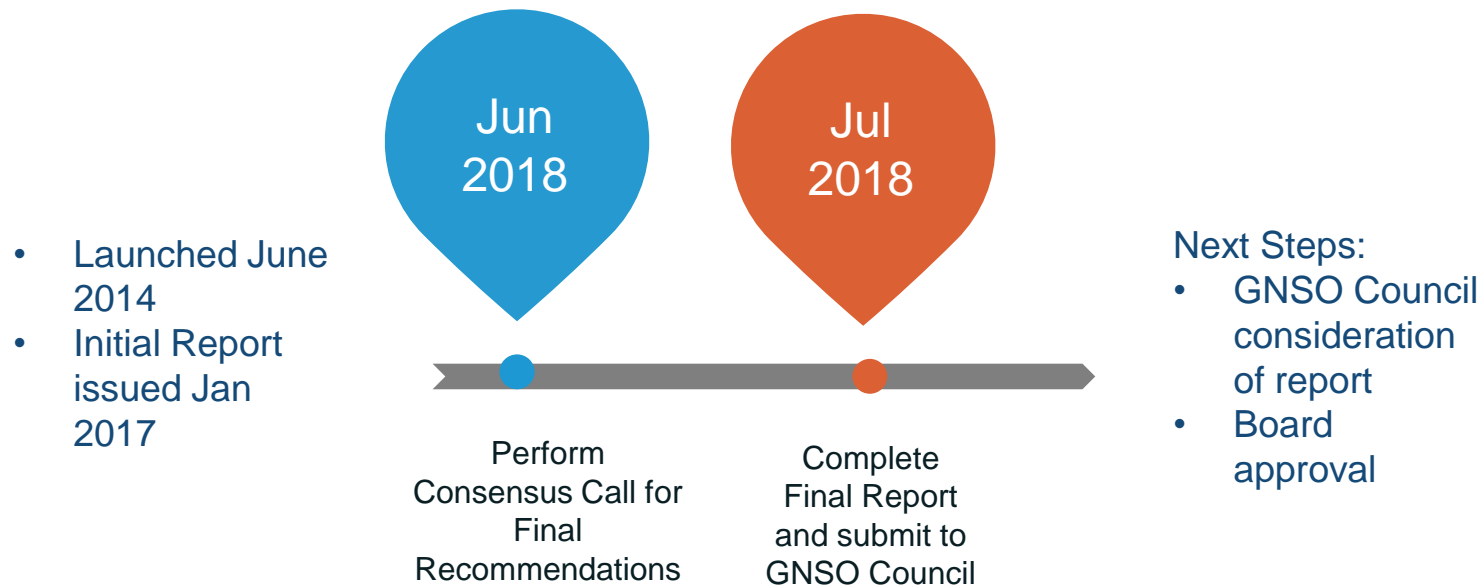 • Launched June
2014
• Initial Report
issued Jan
2017
Jun
2018
Perform
Consensus Call for
Final
Recommendations
Jul
2018
Complete
Final Report
and submit to
GNSO Council
Next Steps:
• GNSO Council
consideration
of report
• Board
approval